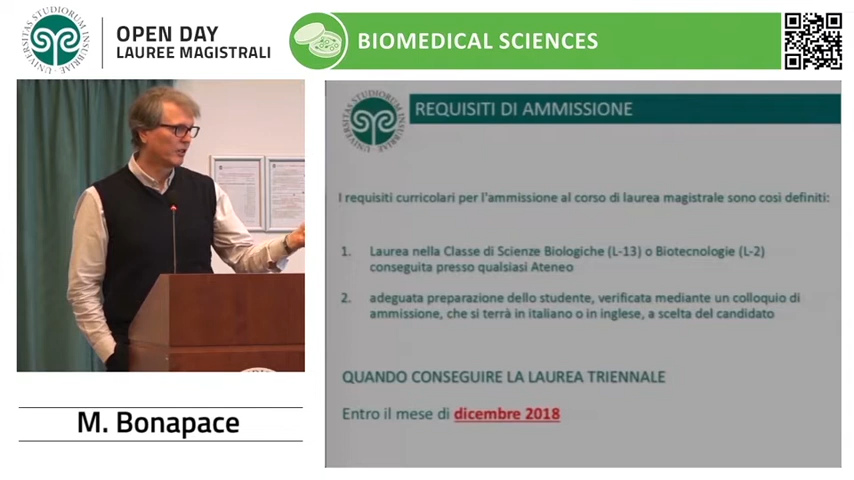 UNIVERSITAS STUDIORUM INSUBRIAE
OPEN DAY
LAUREE MAGISTRALI
BIOMEDICAL SCIENCES
REQUISITI DI AMMISSIONE
I requisiti curricolari per l'ammissione al corso di laurea magistrale sono così definiti:
1. Laurea nella Classe di Scienze Biologiche (L-13) o Biotecnologie (L-2)
conseguita presso qualsiasi Ateneo
2. adeguata preparazione dello studente, verificata mediante un colloquio di
ammissione, che si terrà in italiano o in inglese, a scelta del candidato
QUANDO CONSEGUIRE LA LAUREA TRIENNALE
Entro il mese di dicembre 2018
M. Bonapace